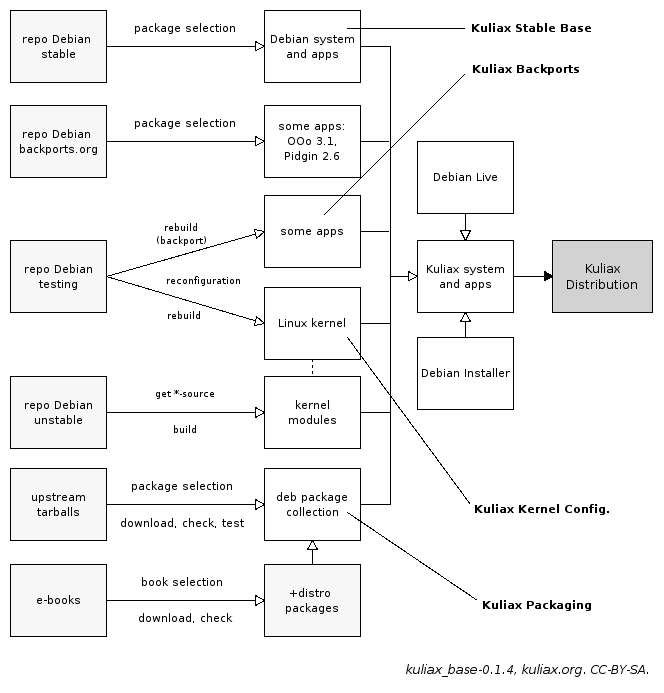 repo Debian
stable
package selection
Debian system
and apps
Kuliax Stable Base
Kuliax Backports
repo Debian
backports.org
package selection
some apps:
OOo 3.1,
Pidgin 2.6
Debian Live
rebuild
(backport)
some apps
repo Debian
testing
reconfiguration
rebuild
Linux kernel
Kuliax system
and apps
Kuliax
Distribution
Debian Installer
repo Debian
unstable
get *-source
build
kernel
modules
upstream
tarballs
package selection
download, check, test
deb package
collection
Kuliax Kernel Config.
e-books
book selection
download, check
+distro
packages
Kuliax Packaging
kuliax_base-0.1.4, kuliax.org. CC-BY-SA.